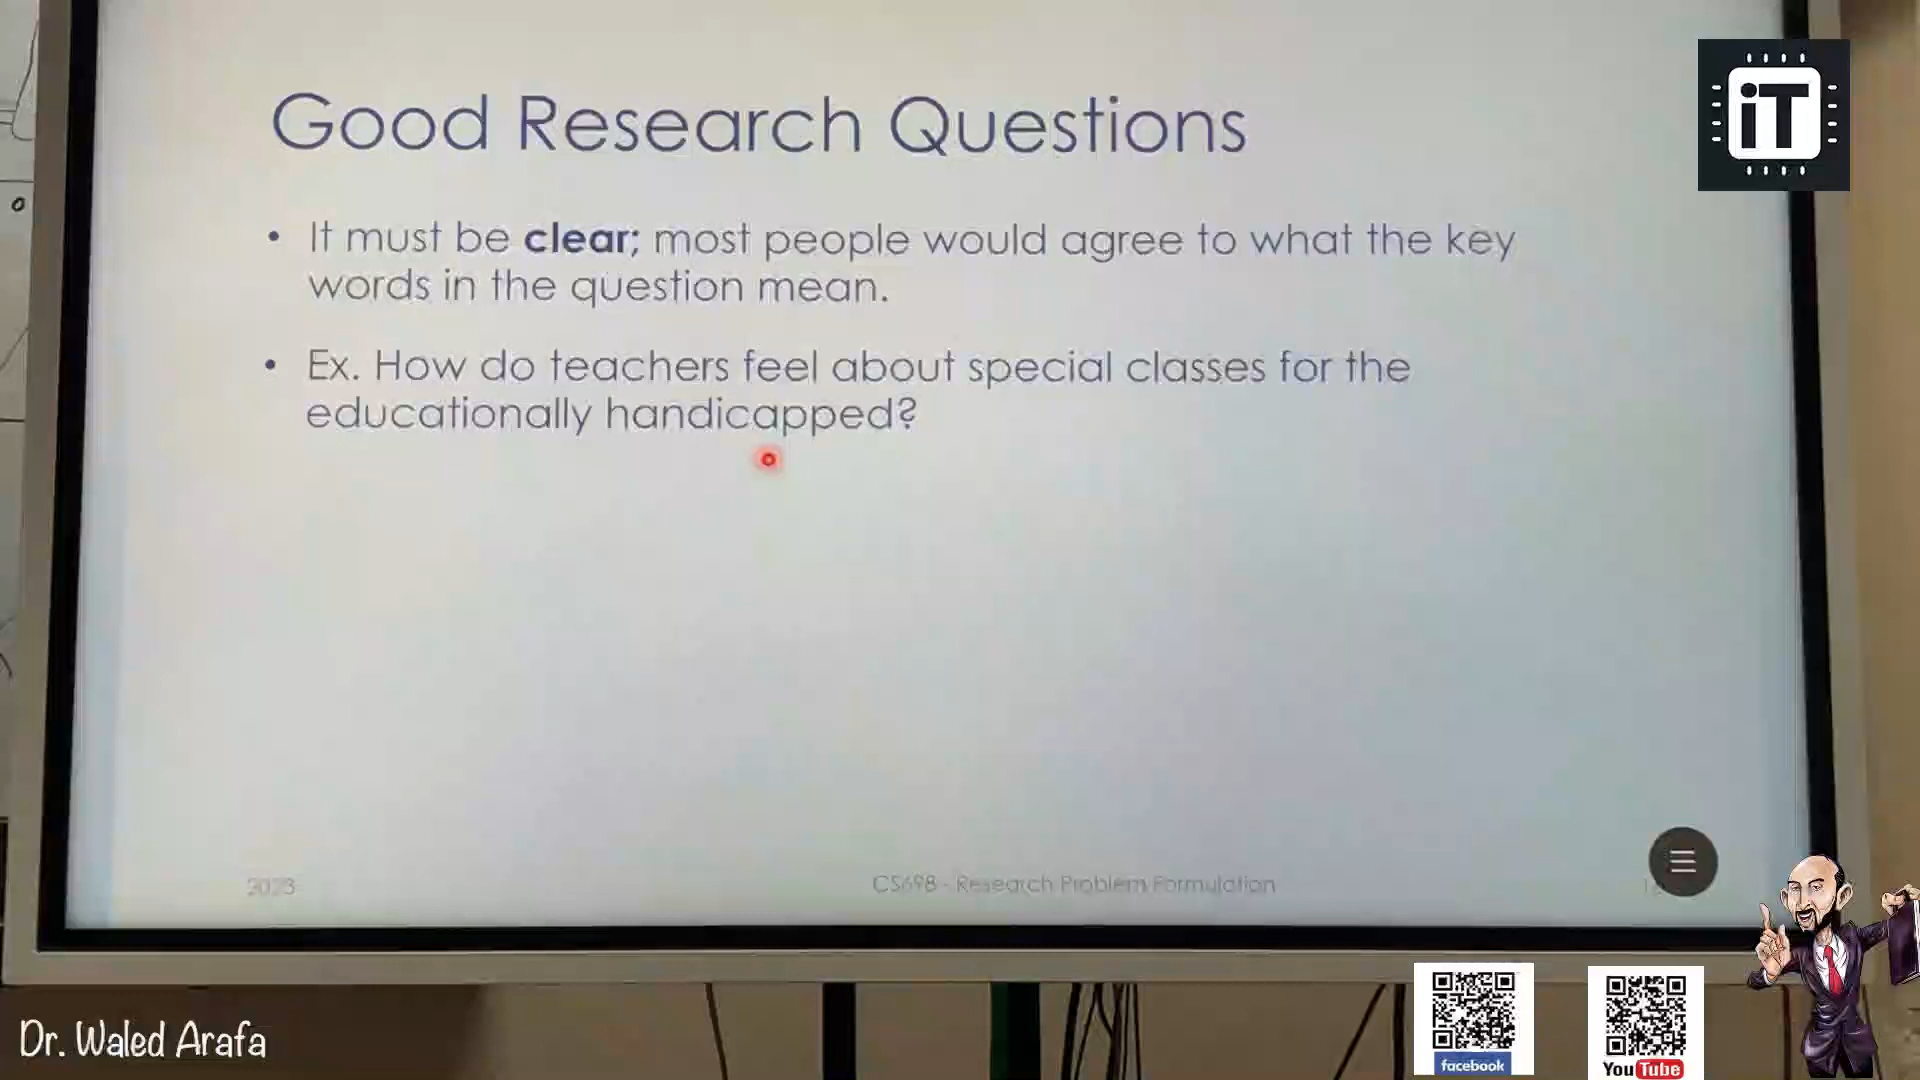 Good Research Questions
iT
• It must be clear; most people would agree to what the key
words in the question mean.
• Ex. How do teachers feel about special classes for the
educationally handicapped?
2023
CS698 - Research Problem Formulation
Dr. Waled Arafa
facebook
YouTube